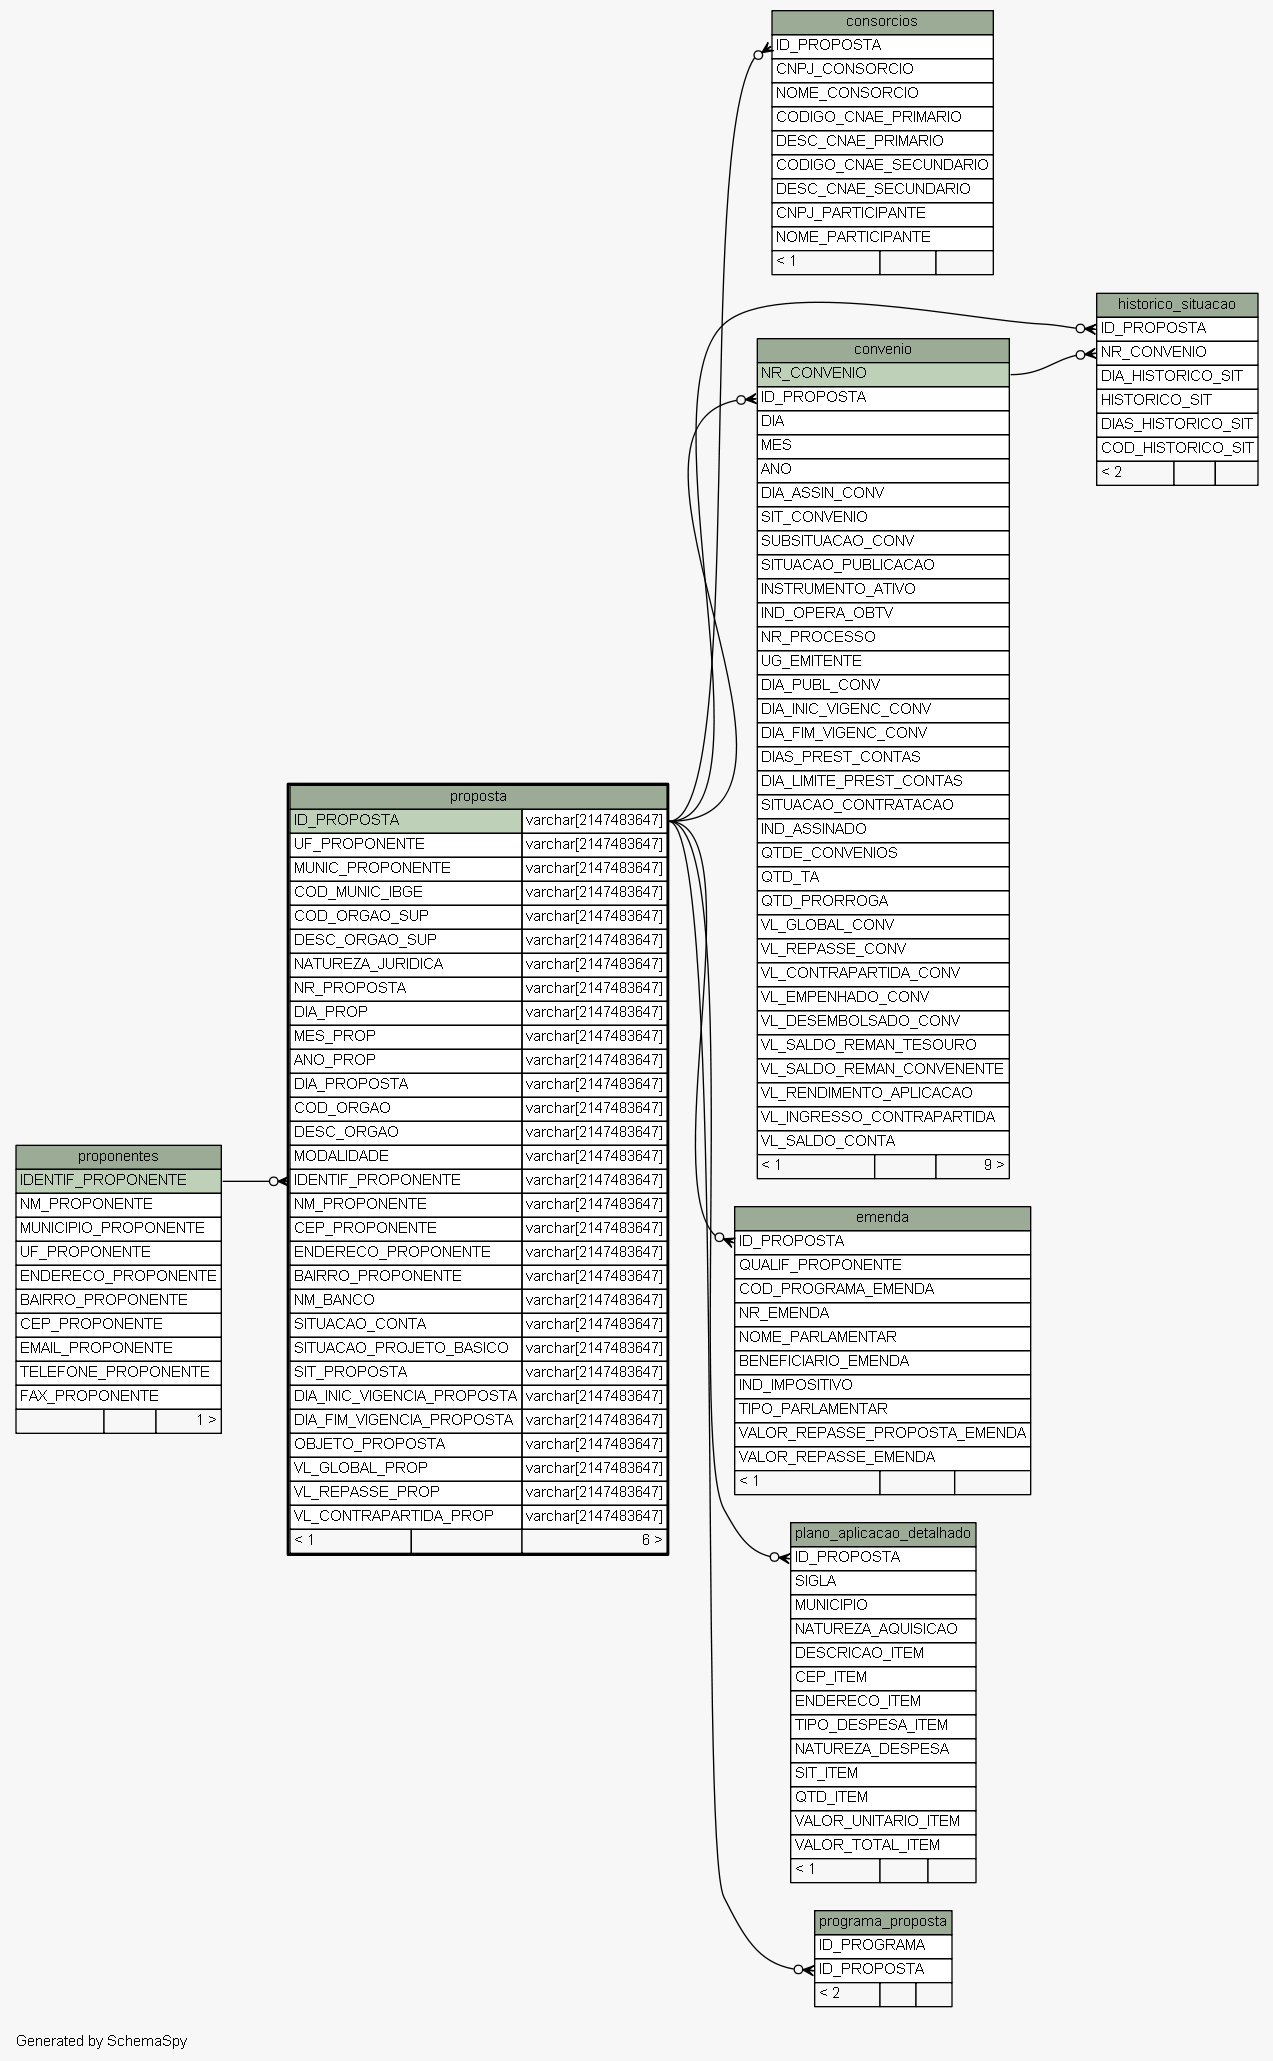 consorcios
ID_PROPOSTA
CNPJ_CONSORCIO
NOME_CONSORCIO
CODIGO_CNAE_PRIMARIO
DESC_CNAE_PRIMARIO
CODIGO_CNAE_SECUNDARIO
DESC_CNAE_SECUNDARIO
CNPJ_PARTICIPANTE
NOME_PARTICIPANTE
< 1
historico_situacao
ID_PROPOSTA
NR_CONVENIO
DIA_HISTORICO_SIT
HISTORICO_SIT
DIAS_HISTORICO_SIT
COD_HISTORICO_SIT
< 2
convenio
NR_CONVENIO
ID_PROPOSTA
DIA
MES
ANO
DIA_ASSIN_CONV
SIT_CONVENIO
SUBSITUACAO_CONV
SITUACAO_PUBLICACAO
INSTRUMENTO_ATIVO
IND_OPERA_OBTV
NR_PROCESSO
UG_EMITENTE
DIA_PUBL_CONV
DIA_INIC_VIGENC_CONV
DIA_FIM_VIGENC_CONV
DIAS_PREST_CONTAS
DIA_LIMITE_PREST_CONTAS
SITUACAO_CONTRATACAO
IND_ASSINADO
QTDE_CONVENIOS
QTD_TA
QTD_PRORROGA
VL_GLOBAL_CONV
VL_REPASSE_CONV
VL_CONTRAPARTIDA_CONV
VL_EMPENHADO_CONV
VL_DESEMBOLSADO_CONV
VL_SALDO_REMAN_TESOURO
VL_SALDO_REMAN_CONVENENTE
VL_RENDIMENTO_APLICACAO
VL_INGRESSO_CONTRAPARTIDA
VL_SALDO_CONTA
< 1 9 >
proposta
ID_PROPOSTA varchar[2147483647]
UF_PROPONENTE varchar[2147483647]
MUNIC_PROPONENTE varchar[2147483647]
COD_MUNIC_IBGE varchar[2147483647]
COD_ORGAO_SUP varchar[2147483647]
DESC_ORGAO_SUP varchar[2147483647]
NATUREZA_JURIDICA varchar[2147483647]
NR_PROPOSTA varchar[2147483647]
DIA_PROP varchar[2147483647]
MES_PROP varchar[2147483647]
ANO_PROP varchar[2147483647]
DIA_PROPOSTA varchar[2147483647]
COD_ORGAO varchar[2147483647]
DESC_ORGAO varchar[2147483647]
MODALIDADE varchar[2147483647]
IDENTIF_PROPONENTE varchar[2147483647]
NM_PROPONENTE varchar[2147483647]
CEP_PROPONENTE varchar[2147483647]
ENDERECO_PROPONENTE varchar[2147483647]
BAIRRO_PROPONENTE varchar[2147483647]
NM_BANCO varchar[2147483647]
SITUACAO_CONTA varchar[2147483647]
SITUACAO_PROJETO_BASICO varchar[2147483647]
SIT_PROPOSTA varchar[2147483647]
DIA_INIC_VIGENCIA_PROPOSTA varchar[2147483647]
DIA_FIM_VIGENCIA_PROPOSTA varchar[2147483647]
OBJETO_PROPOSTA varchar[2147483647]
VL_GLOBAL_PROP varchar[2147483647]
VL_REPASSE_PROP varchar[2147483647]
VL_CONTRAPARTIDA_PROP varchar[2147483647]
< 1 6 >
proponentes
IDENTIF_PROPONENTE
NM_PROPONENTE
MUNICIPIO_PROPONENTE
UF_PROPONENTE
ENDERECO_PROPONENTE
BAIRRO_PROPONENTE
CEP_PROPONENTE
EMAIL_PROPONENTE
TELEFONE_PROPONENTE
FAX_PROPONENTE
1 >
emenda
ID_PROPOSTA
QUALIF_PROPONENTE
COD_PROGRAMA_EMENDA
NR_EMENDA
NOME_PARLAMENTAR
BENEFICIARIO_EMENDA
IND_IMPOSITIVO
TIPO_PARLAMENTAR
VALOR_REPASSE_PROPOSTA_EMENDA
VALOR_REPASSE_EMENDA
< 1
plano_aplicacao_detalhado
ID_PROPOSTA
SIGLA
MUNICIPIO
NATUREZA_AQUISICAO
DESCRICAO_ITEM
CEP_ITEM
ENDERECO_ITEM
TIPO_DESPESA_ITEM
NATUREZA_DESPESA
SIT_ITEM
QTD_ITEM
VALOR_UNITARIO_ITEM
VALOR_TOTAL_ITEM
< 1
programa_proposta
ID_PROGRAMA
ID_PROPOSTA
< 2
Generated by SchemaSpy